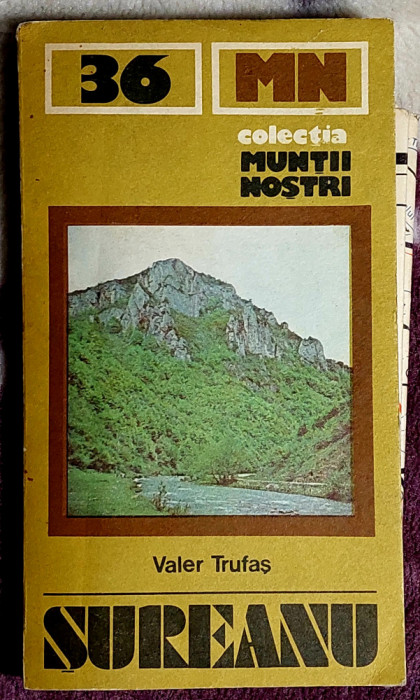 36 MN
colecția
MUNȚII
NOȘTRI
Valer Trufaș
ȘUREANU